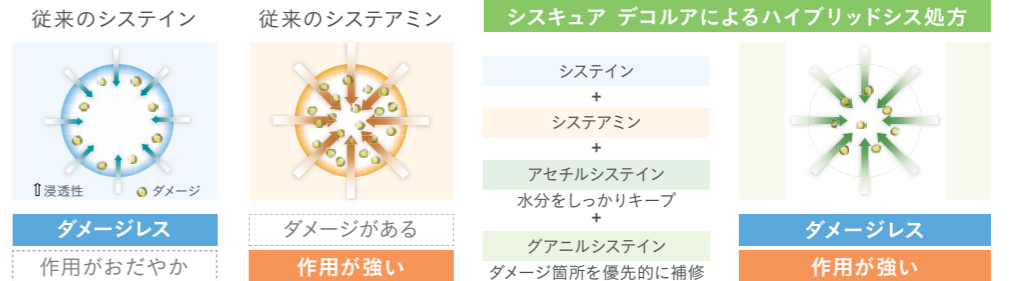 従来のシステイン
⇧浸透性
ダメージ
ダメージレス
作用がおだやか
従来のシステアミン
ダメージがある
作用が強い
シスキュア デコルアによるハイブリッドシス処方
システイン
+
システアミン
+
アセチルシステイン
水分をしっかりキープ
+
グアニルシステイン
ダメージ箇所を優先的に補修
ダメージレス
作用が強い